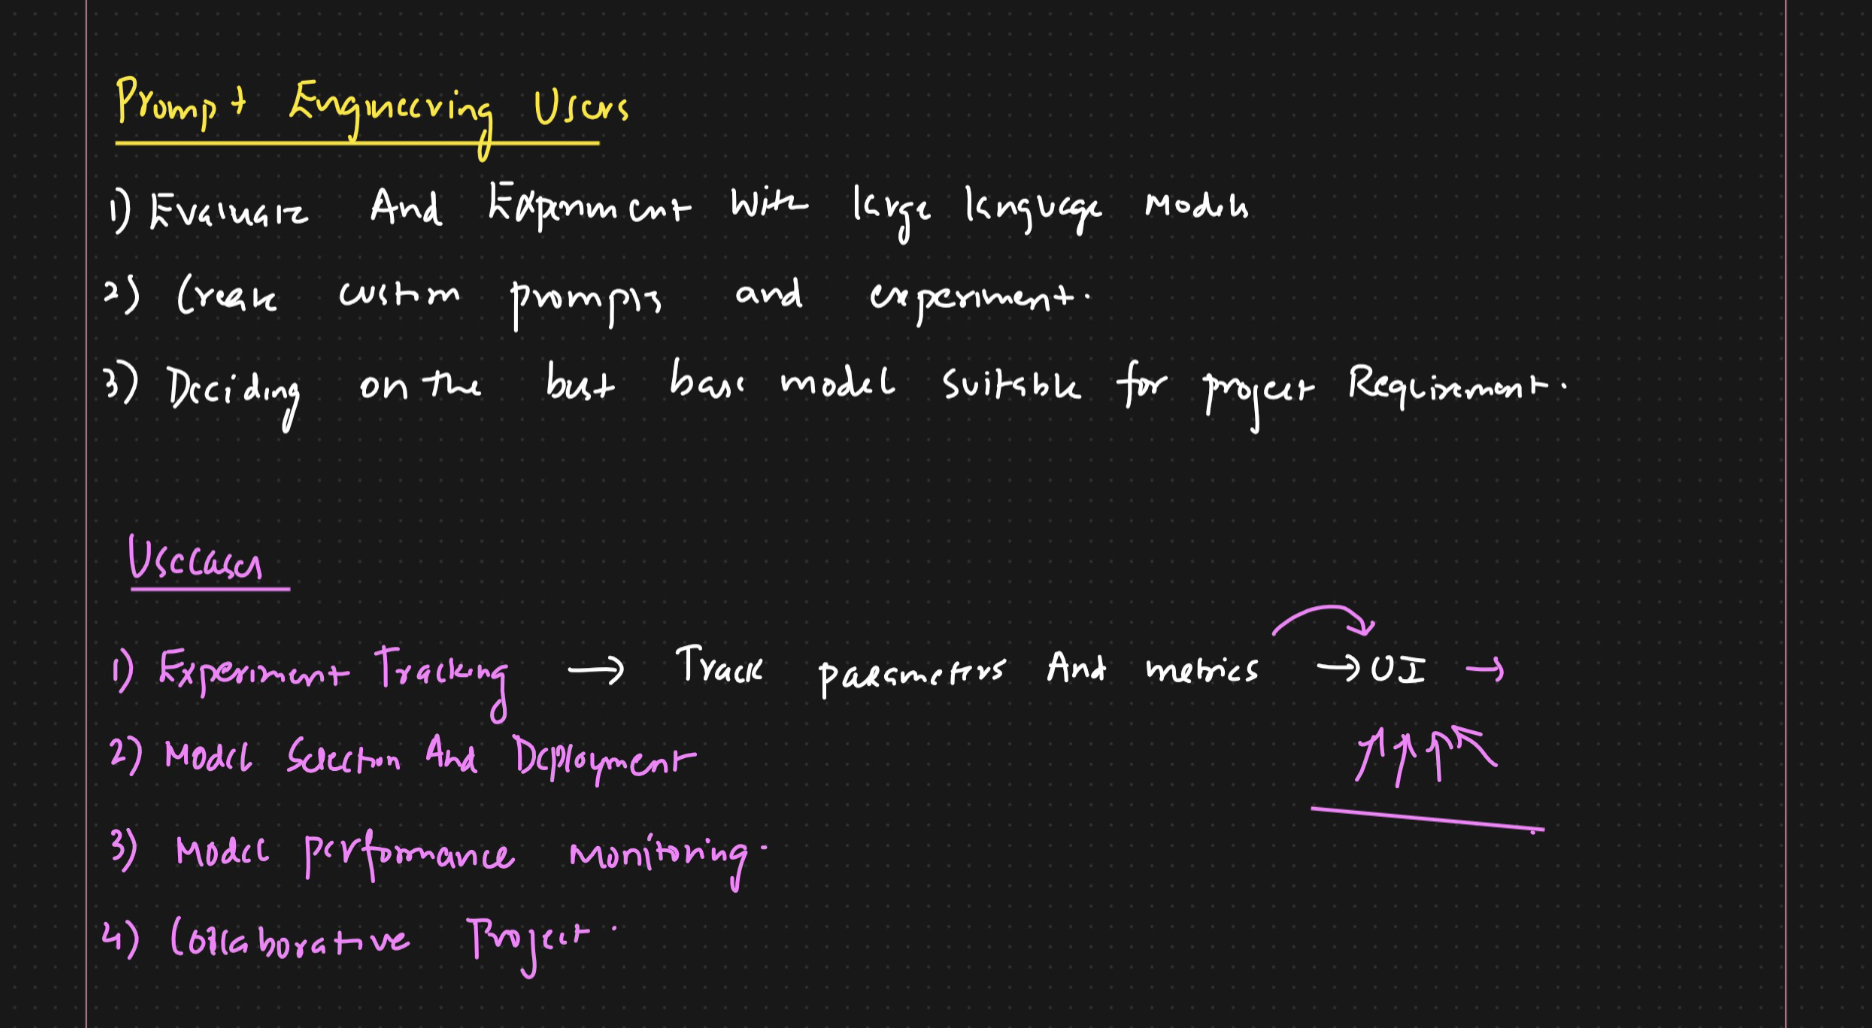 Prompt Engineering Users
1) Evaluate And Experiment With large language Models
2) Create custom prompts and experiment.
3) Deciding on the best base model suitable for project Requirement.
Usecases
1) Experiment Tracking → Track parameters And metrics → UI →
2) Model Selection And Deployment
3) Model performance Monitoring.
4) Collaborative Project.